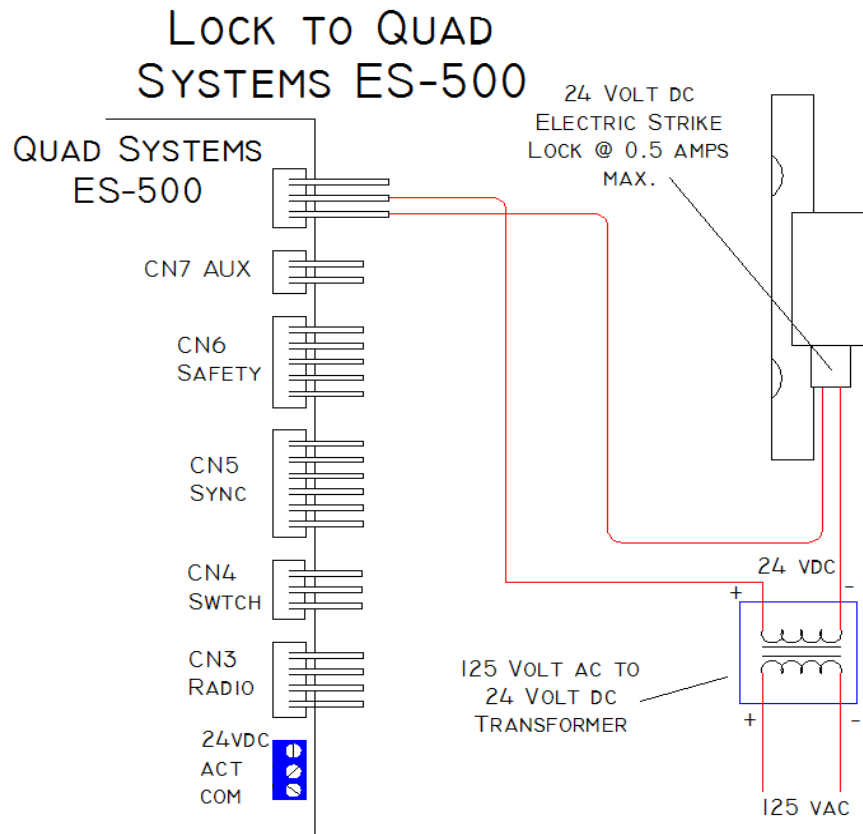 LOCK TO QUAD
SYSTEMS ES-500
24 VOLT DC
ELECTRIC STRIKE
LOCK @ 0.5 AMPS
MAX.
QUAD SYSTEMS
ES-500
CN7 AUX
CN6
SAFETY
CN5
SYNC
CN4
SWTCH
CN3
RADIO
24VDC
ACT
COM
24 VDC
+ -
125 VOLT AC TO
24 VOLT DC
TRANSFORMER
+ -
125 VAC